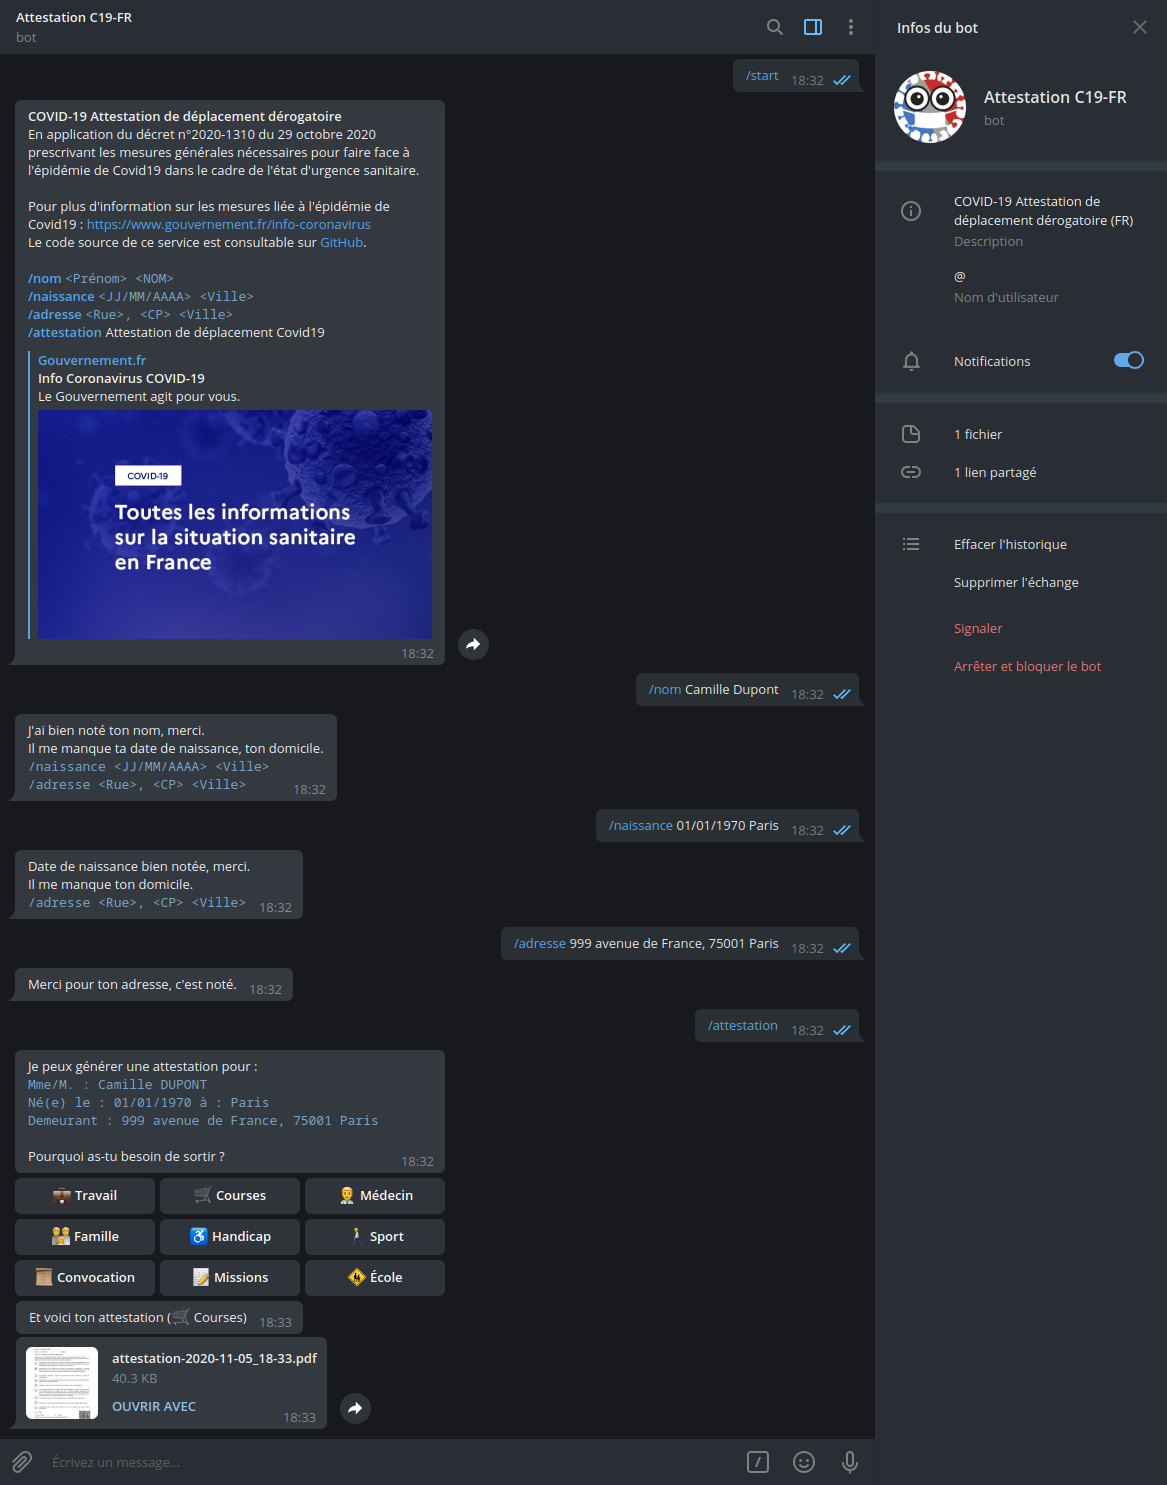 Attestation C19-FR
bot
/start 18:32
COVID-19 Attestation de déplacement dérogatoire
En application du décret n°2020-1310 du 29 octobre 2020
prescrivant les mesures générales nécessaires pour faire face à
l'épidémie de Covid19 dans le cadre de l'état d'urgence sanitaire.
Pour plus d'information sur les mesures liée à l'épidémie de
Covid19 : https://www.gouvernement.fr/info-coronavirus
Le code source de ce service est consultable sur GitHub.
/nom <Prénom> <NOM>
/naissance <JJ/MM/AAAA> <Ville>
/adresse <Rue>, <CP> <Ville>
/attestation Attestation de déplacement Covid19
Gouvernement.fr
Info Coronavirus COVID-19
Le Gouvernement agit pour vous.
COVID-19
Toutes les informations
sur la situation sanitaire
en France
18:32
/nom Camille Dupont 18:32
J'ai bien noté ton nom, merci.
Il me manque ta date de naissance, ton domicile.
/naissance <JJ/MM/AAAA> <Ville>
/adresse <Rue>, <CP> <Ville> 18:32
/naissance 01/01/1970 Paris 18:32
Date de naissance bien notée, merci.
Il me manque ton domicile.
/adresse <Rue>, <CP> <Ville> 18:32
/adresse 999 avenue de France, 75001 Paris 18:32
Merci pour ton adresse, c'est noté. 18:32
/attestation 18:32
Je peux générer une attestation pour :
Mme/M. : Camille DUPONT
Né(e) le : 01/01/1970 à : Paris
Demeurant : 999 avenue de France, 75001 Paris
Pourquoi as-tu besoin de sortir ? 18:32
Travail Courses Médecin
Famille Handicap Sport
Convocation Missions École
Et voici ton attestation (🛒 Courses) 18:33
attestation-2020-11-05_18-33.pdf
40.3 KB
OUVRIR AVEC
18:33
Écrivez un message...
Infos du bot
Attestation C19-FR
bot
COVID-19 Attestation de
déplacement dérogatoire (FR)
Description
@
Nom d'utilisateur
Notifications
1 fichier
1 lien partagé
Effacer l'historique
Supprimer l'échange
Signaler
Arrêter et bloquer le bot